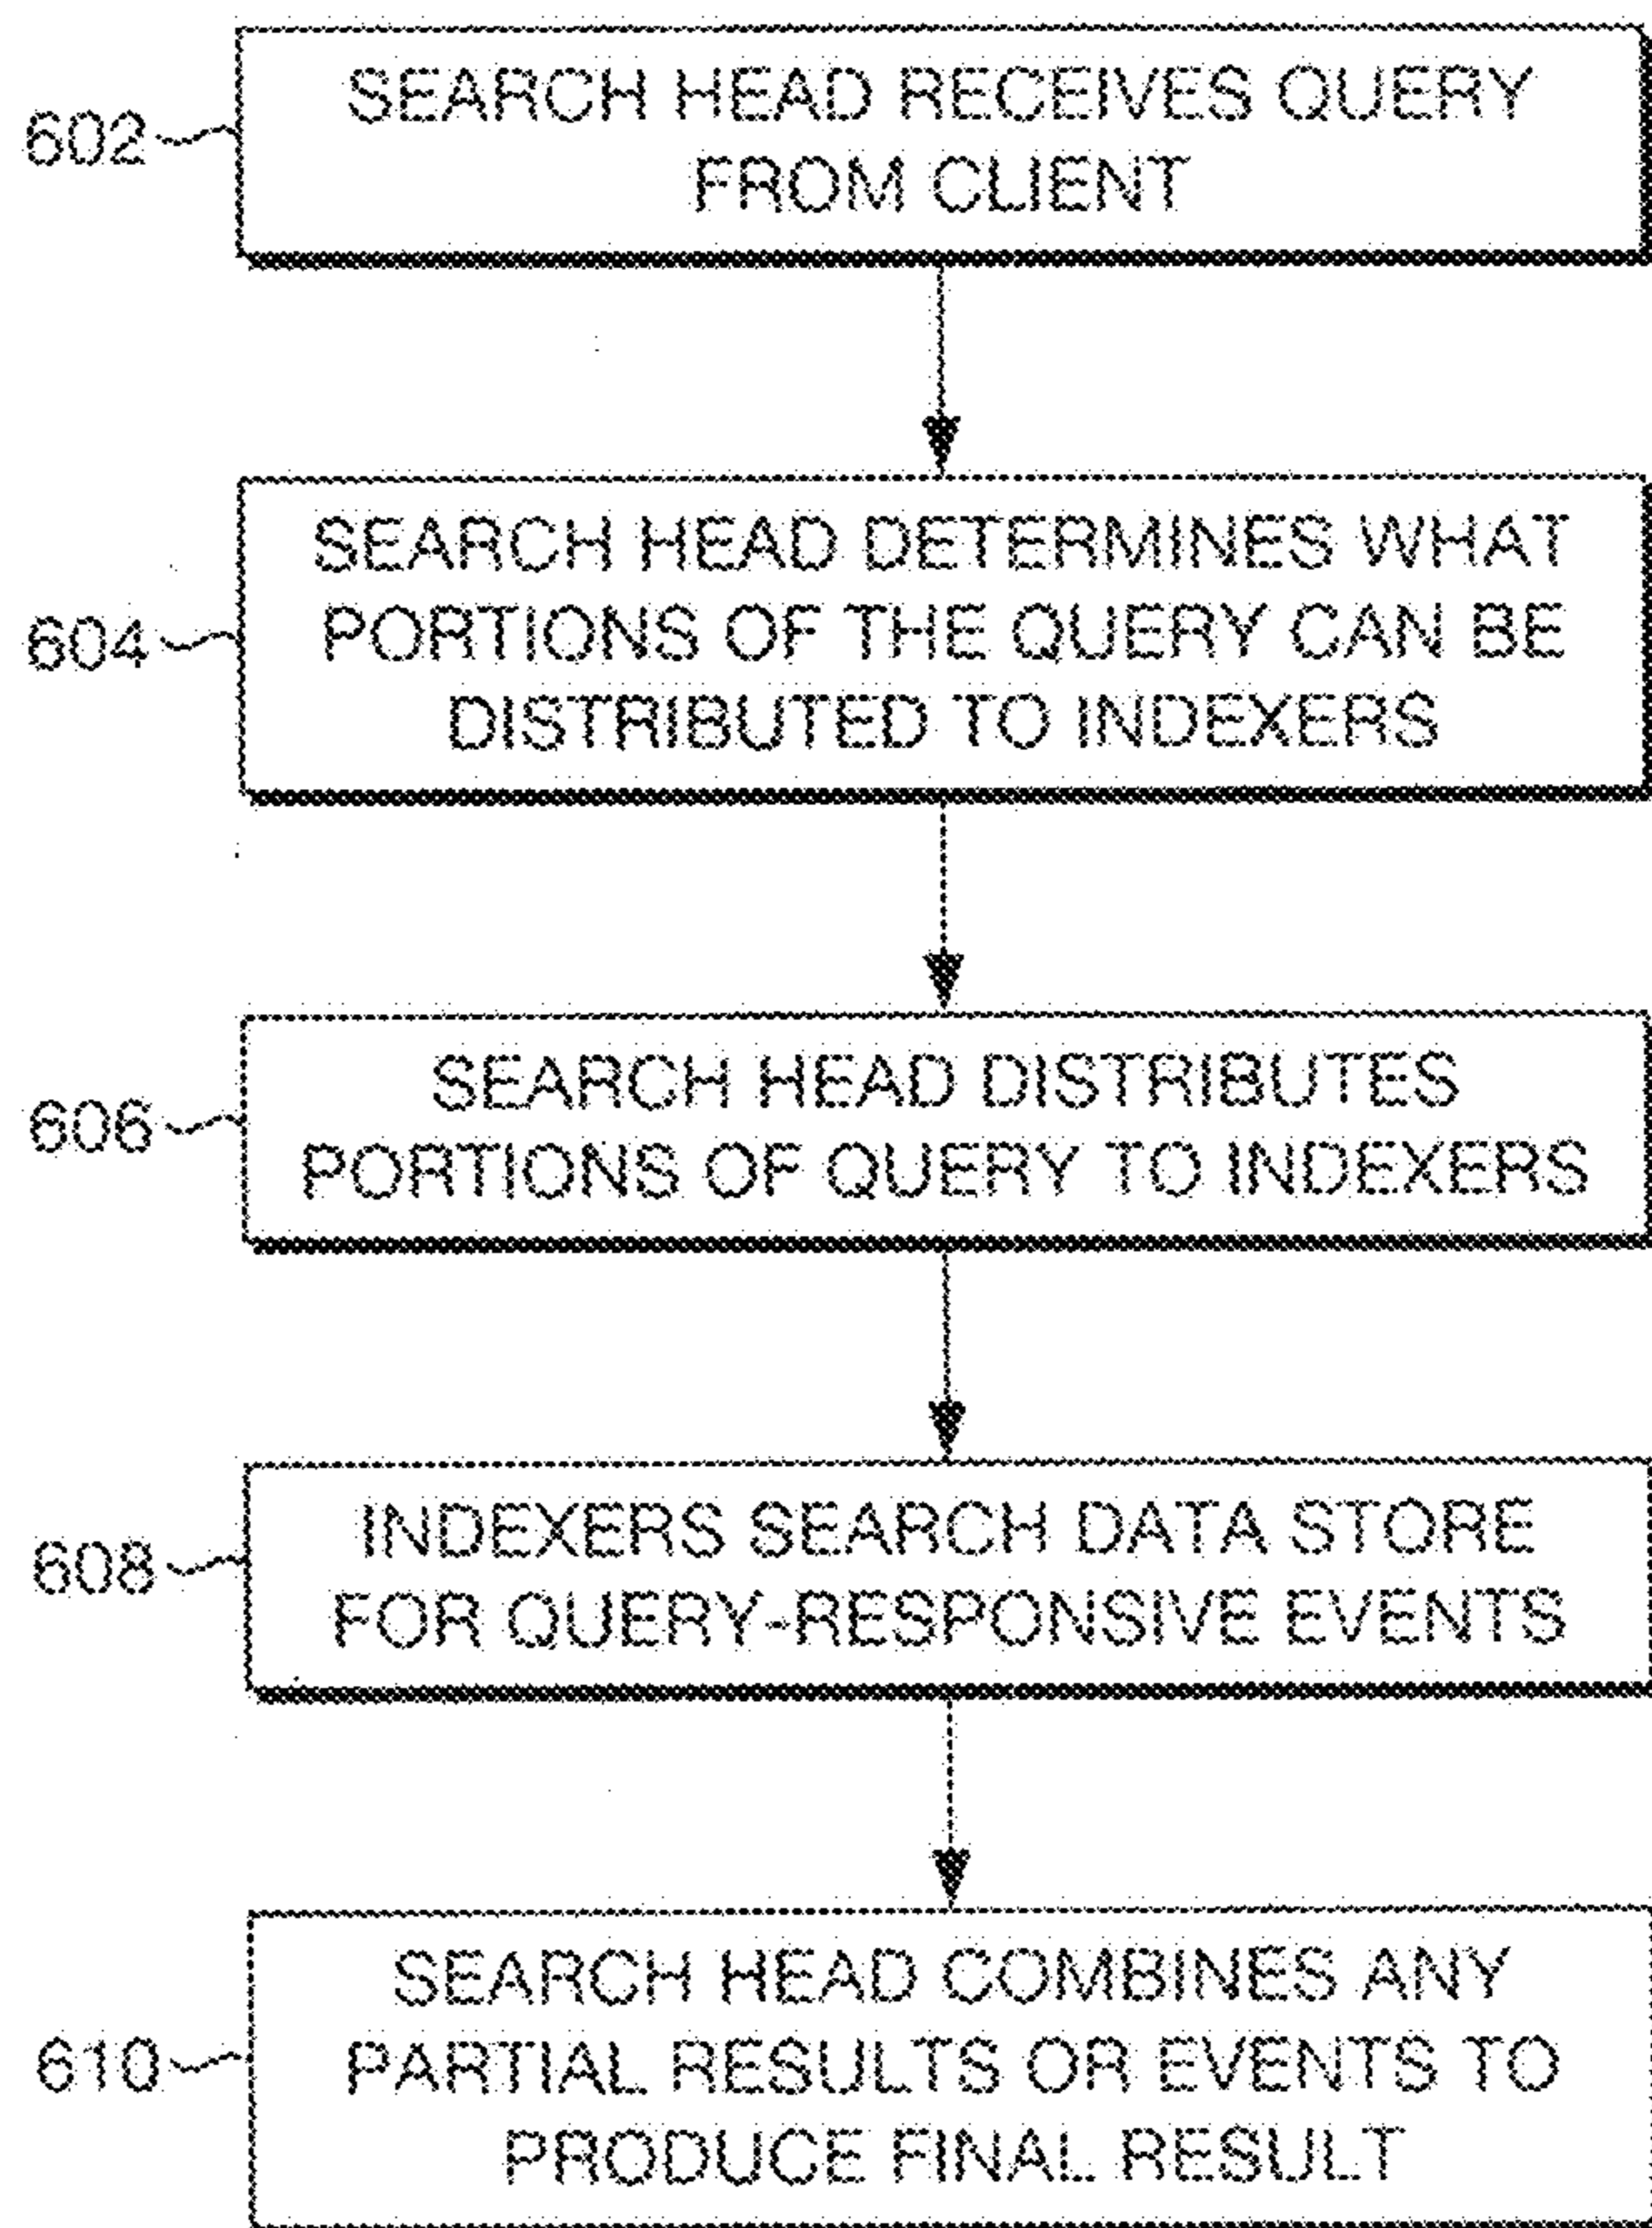 SEARCH HEAD RECEIVES QUERY
602
FROM CLIENT
SEARCH HEAD DETERMINES WHAT
604
PORTIONS OF THE QUERY CAN BE
DISTRIBUTED TO INDEXERS
SEARCH HEAD DISTRIBUTES
606
PORTIONS OF QUERY TO INDEXERS
INDEXERS SEARCH DATA STORE
608
FOR QUERY-RESPONSIVE EVENTS
SEARCH HEAD COMBINES ANY
610
PARTIAL RESULTS OR EVENTS TO
PRODUCE FINAL RESULT